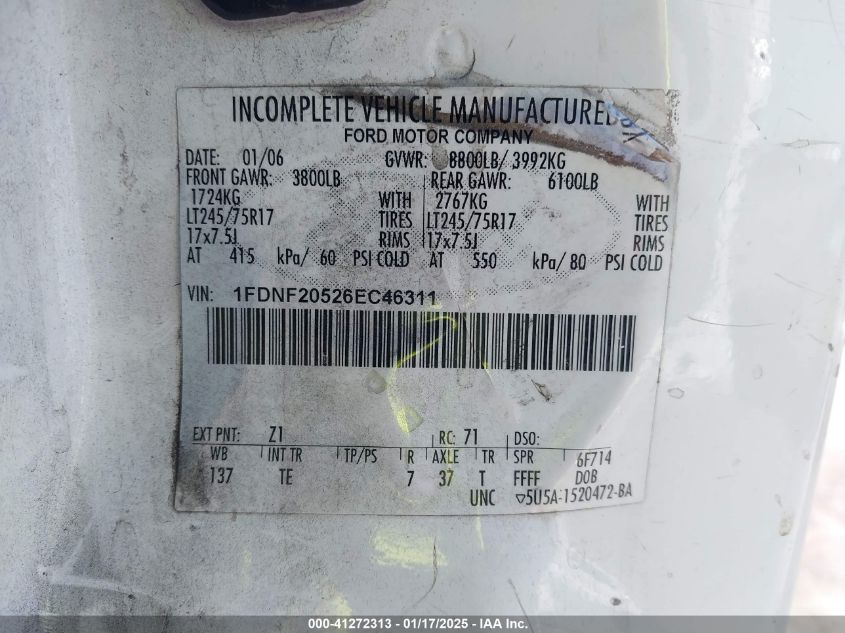 INCOMPLETE VEHICLE MANUFACTURED
FORD MOTOR COMPANY
DATE: 01/06 GVWR: 8800LB/ 3992KG
FRONT GAWR: 3800LB REAR GAWR: 6100LB
1724KG WITH 2767KG WITH
LT245/75R17 TIRES LT245/75R17 TIRES
17x7.5J RIMS 17x7.5J RIMS
AT 415 kPa/ 60 PSI COLD AT 550 kPa/ 80 PSI COLD
VIN: 1FDNF20526EC46311
EXT PNT: Z1 RC: 71 DSO:
WB INT TR TP/PS R AXLE TR SPR 6F714
137 TE 7 37 T FFFF DOB
UNC ▽5U5A-1520472-BA
000-41272313 - 01/17/2025 - IAA Inc.